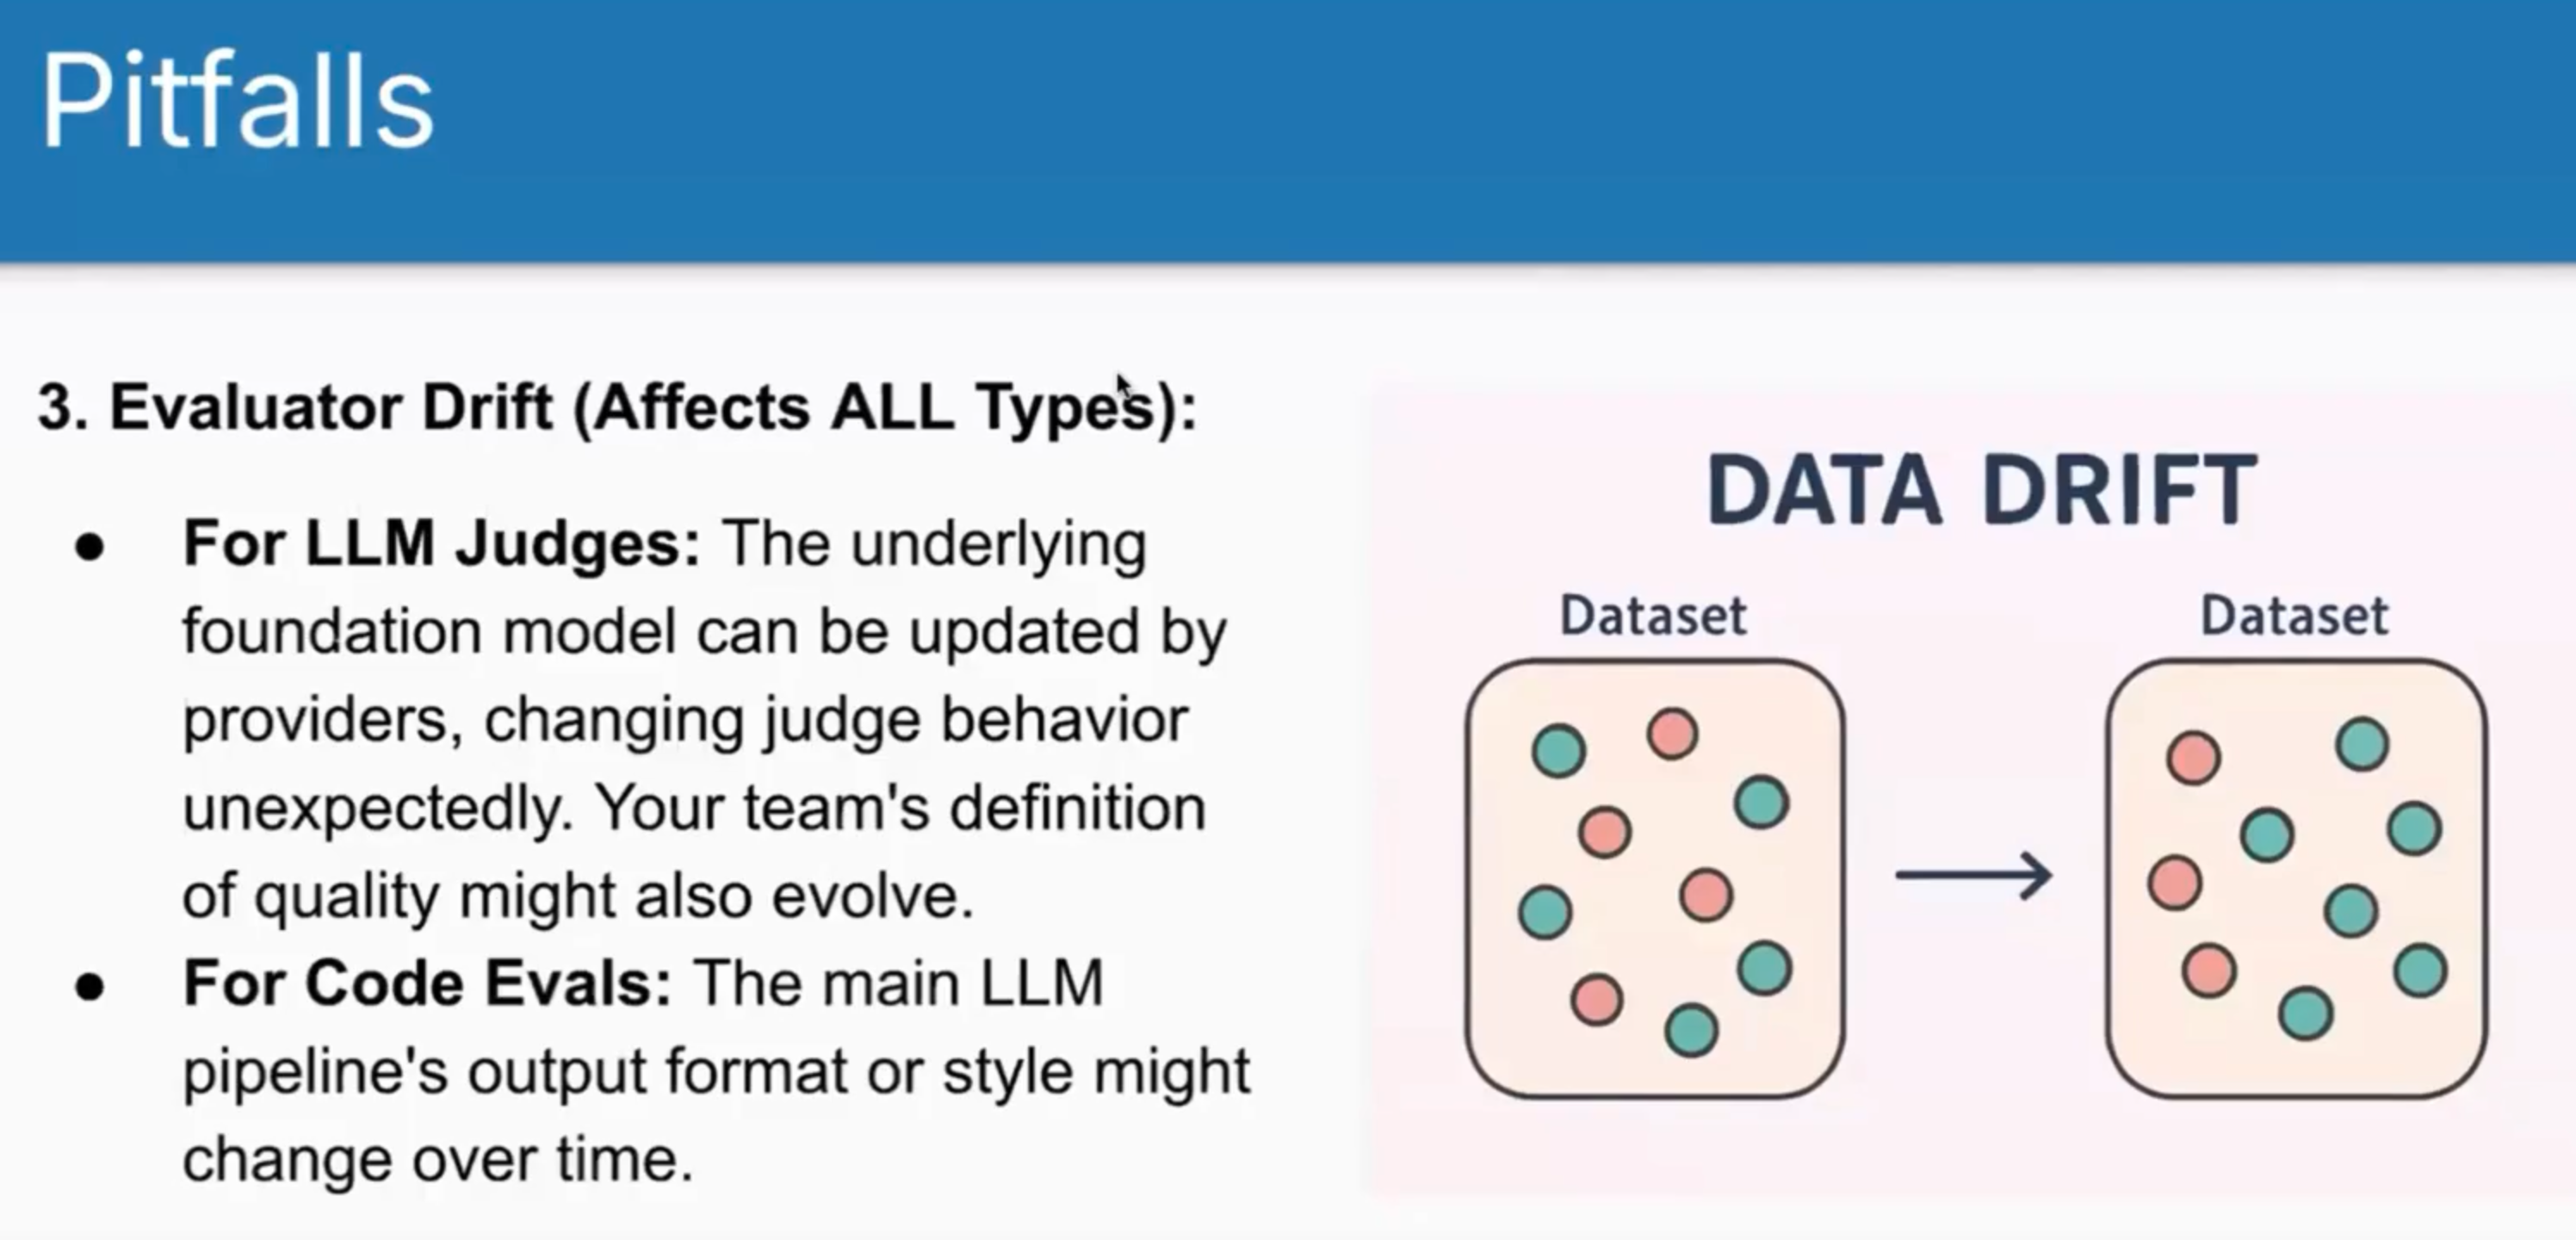 Pitfalls
3. Evaluator Drift (Affects ALL Types):
● For LLM Judges: The underlying
foundation model can be updated by
providers, changing judge behavior
unexpectedly. Your team's definition
of quality might also evolve.
● For Code Evals: The main LLM
pipeline's output format or style might
change over time.
DATA DRIFT
Dataset
Dataset